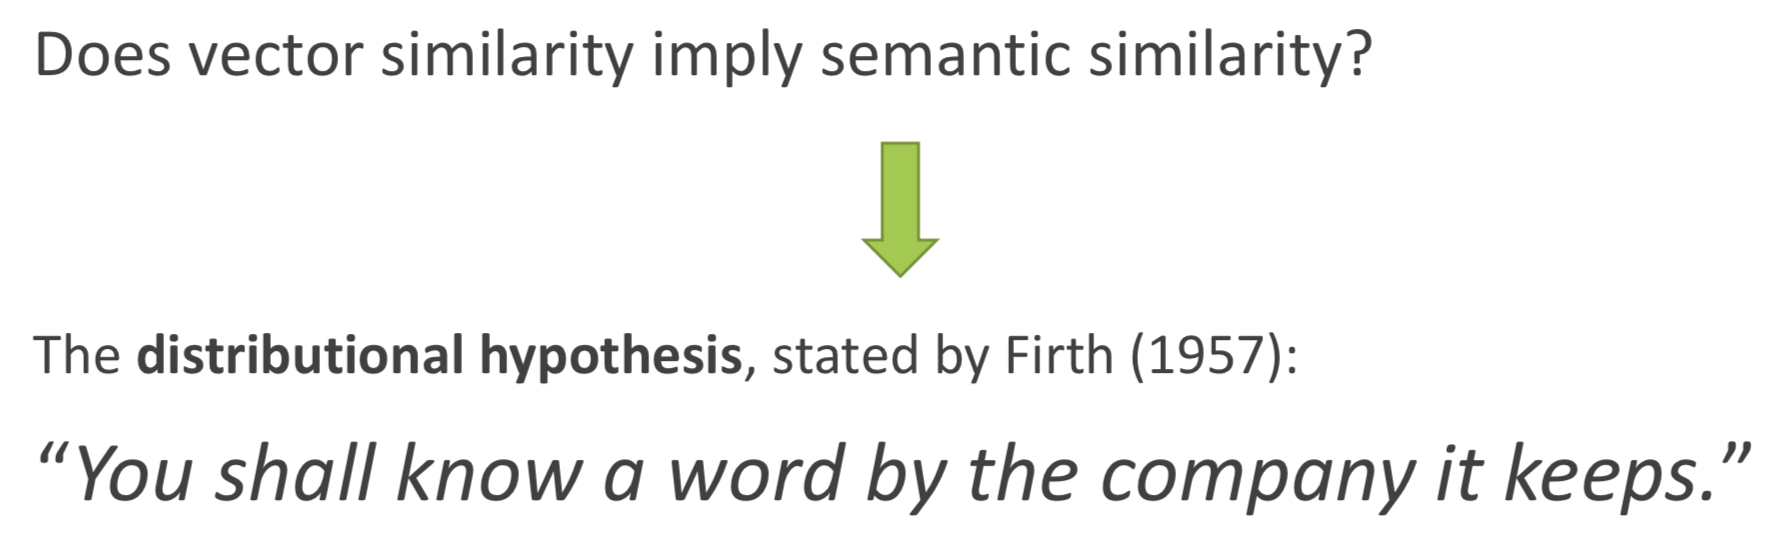 Does vector similarity imply semantic similarity?
The distributional hypothesis, stated by Firth (1957):
“You shall know a word by the company it keeps.”